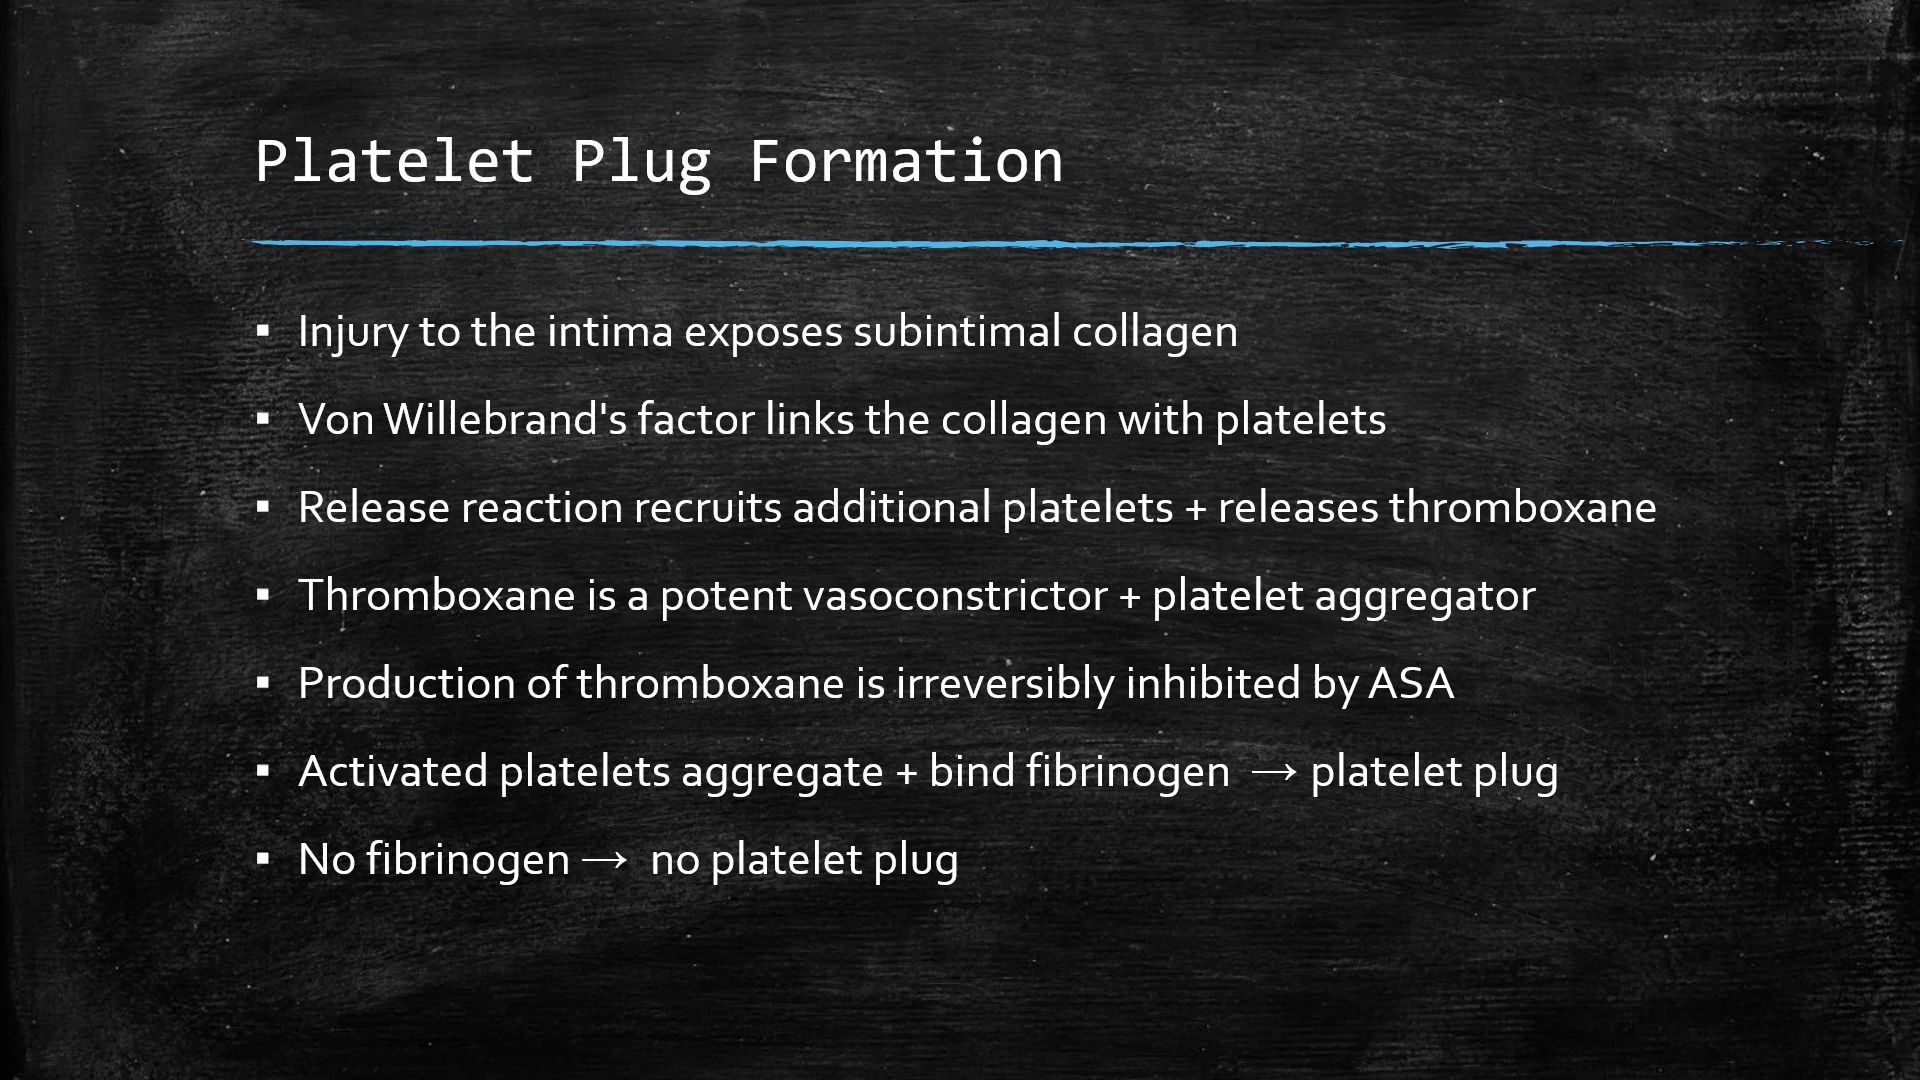 Platelet Plug Formation
▪ Injury to the intima exposes subintimal collagen
▪ Von Willebrand's factor links the collagen with platelets
▪ Release reaction recruits additional platelets + releases thromboxane
▪ Thromboxane is a potent vasoconstrictor + platelet aggregator
▪ Production of thromboxane is irreversibly inhibited by ASA
▪ Activated platelets aggregate + bind fibrinogen → platelet plug
▪ No fibrinogen → no platelet plug